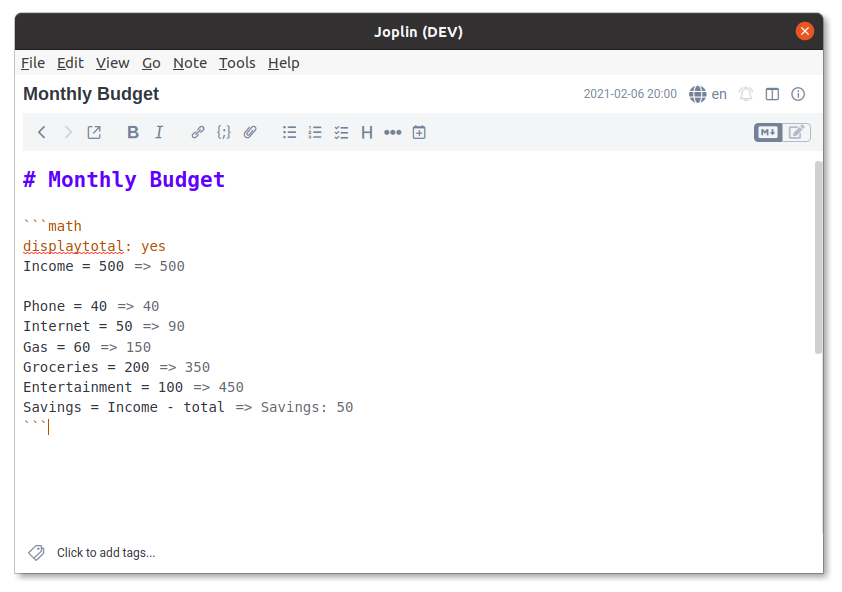 Joplin (DEV)
File Edit View Go Note Tools Help
Monthly Budget
2021-02-06 20:00 en
B I {;} H M↓
# Monthly Budget
```math
displaytotal: yes
Income = 500 => 500
Phone = 40 => 40
Internet = 50 => 90
Gas = 60 => 150
Groceries = 200 => 350
Entertainment = 100 => 450
Savings = Income - total => Savings: 50
```
Click to add tags...